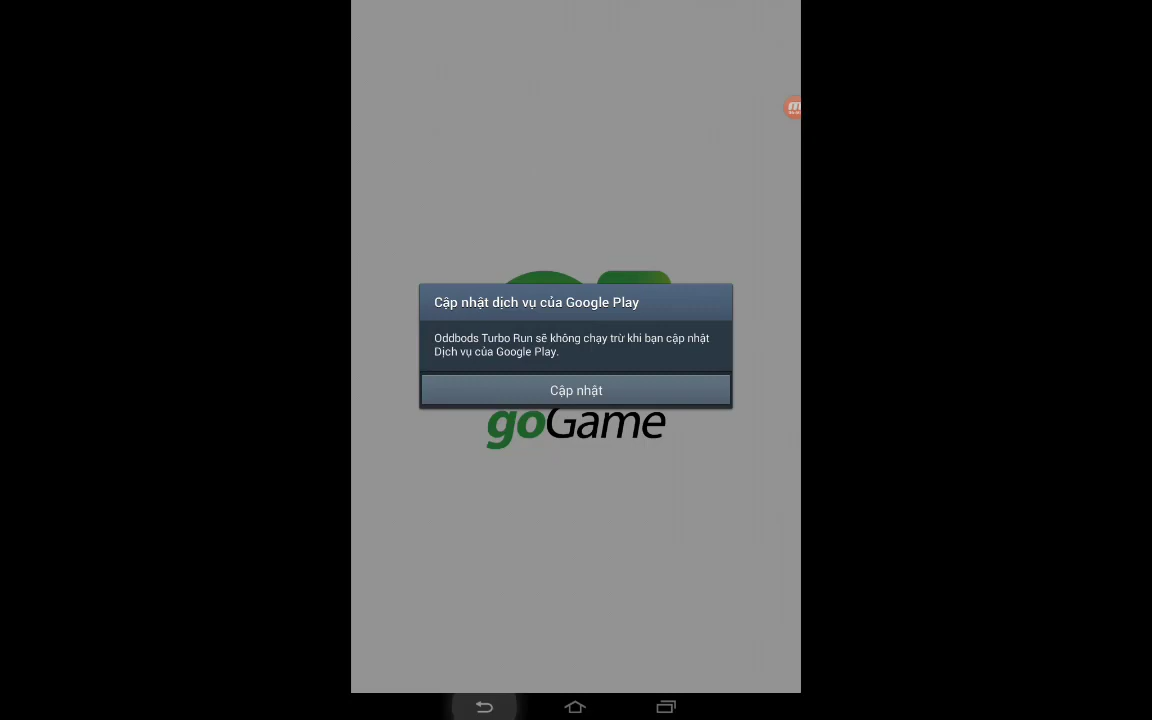 Cập nhật dịch vụ của Google Play
Oddbods Turbo Run sẽ không chạy trừ khi bạn cập nhật
Dịch vụ của Google Play.
Cập nhật
goGame